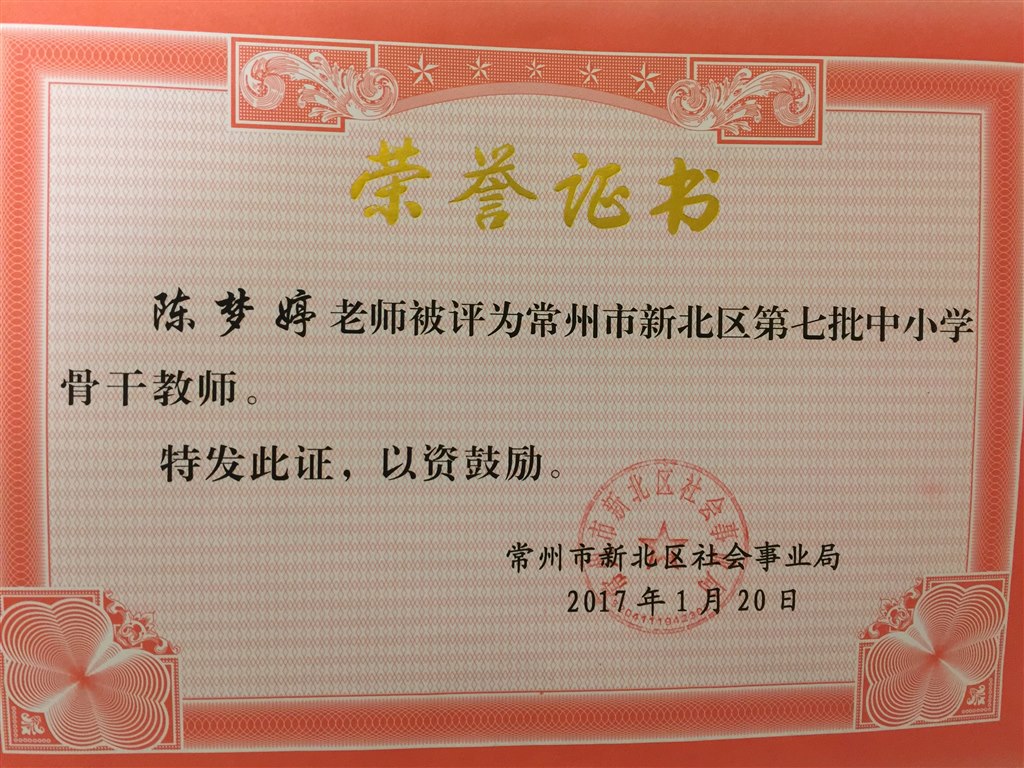 荣誉证书
陈梦婷老师被评为常州市新北区第七批中小学
骨干教师。
特发此证，以资鼓励。
常州市新北区社会事业局
2017年1月20日